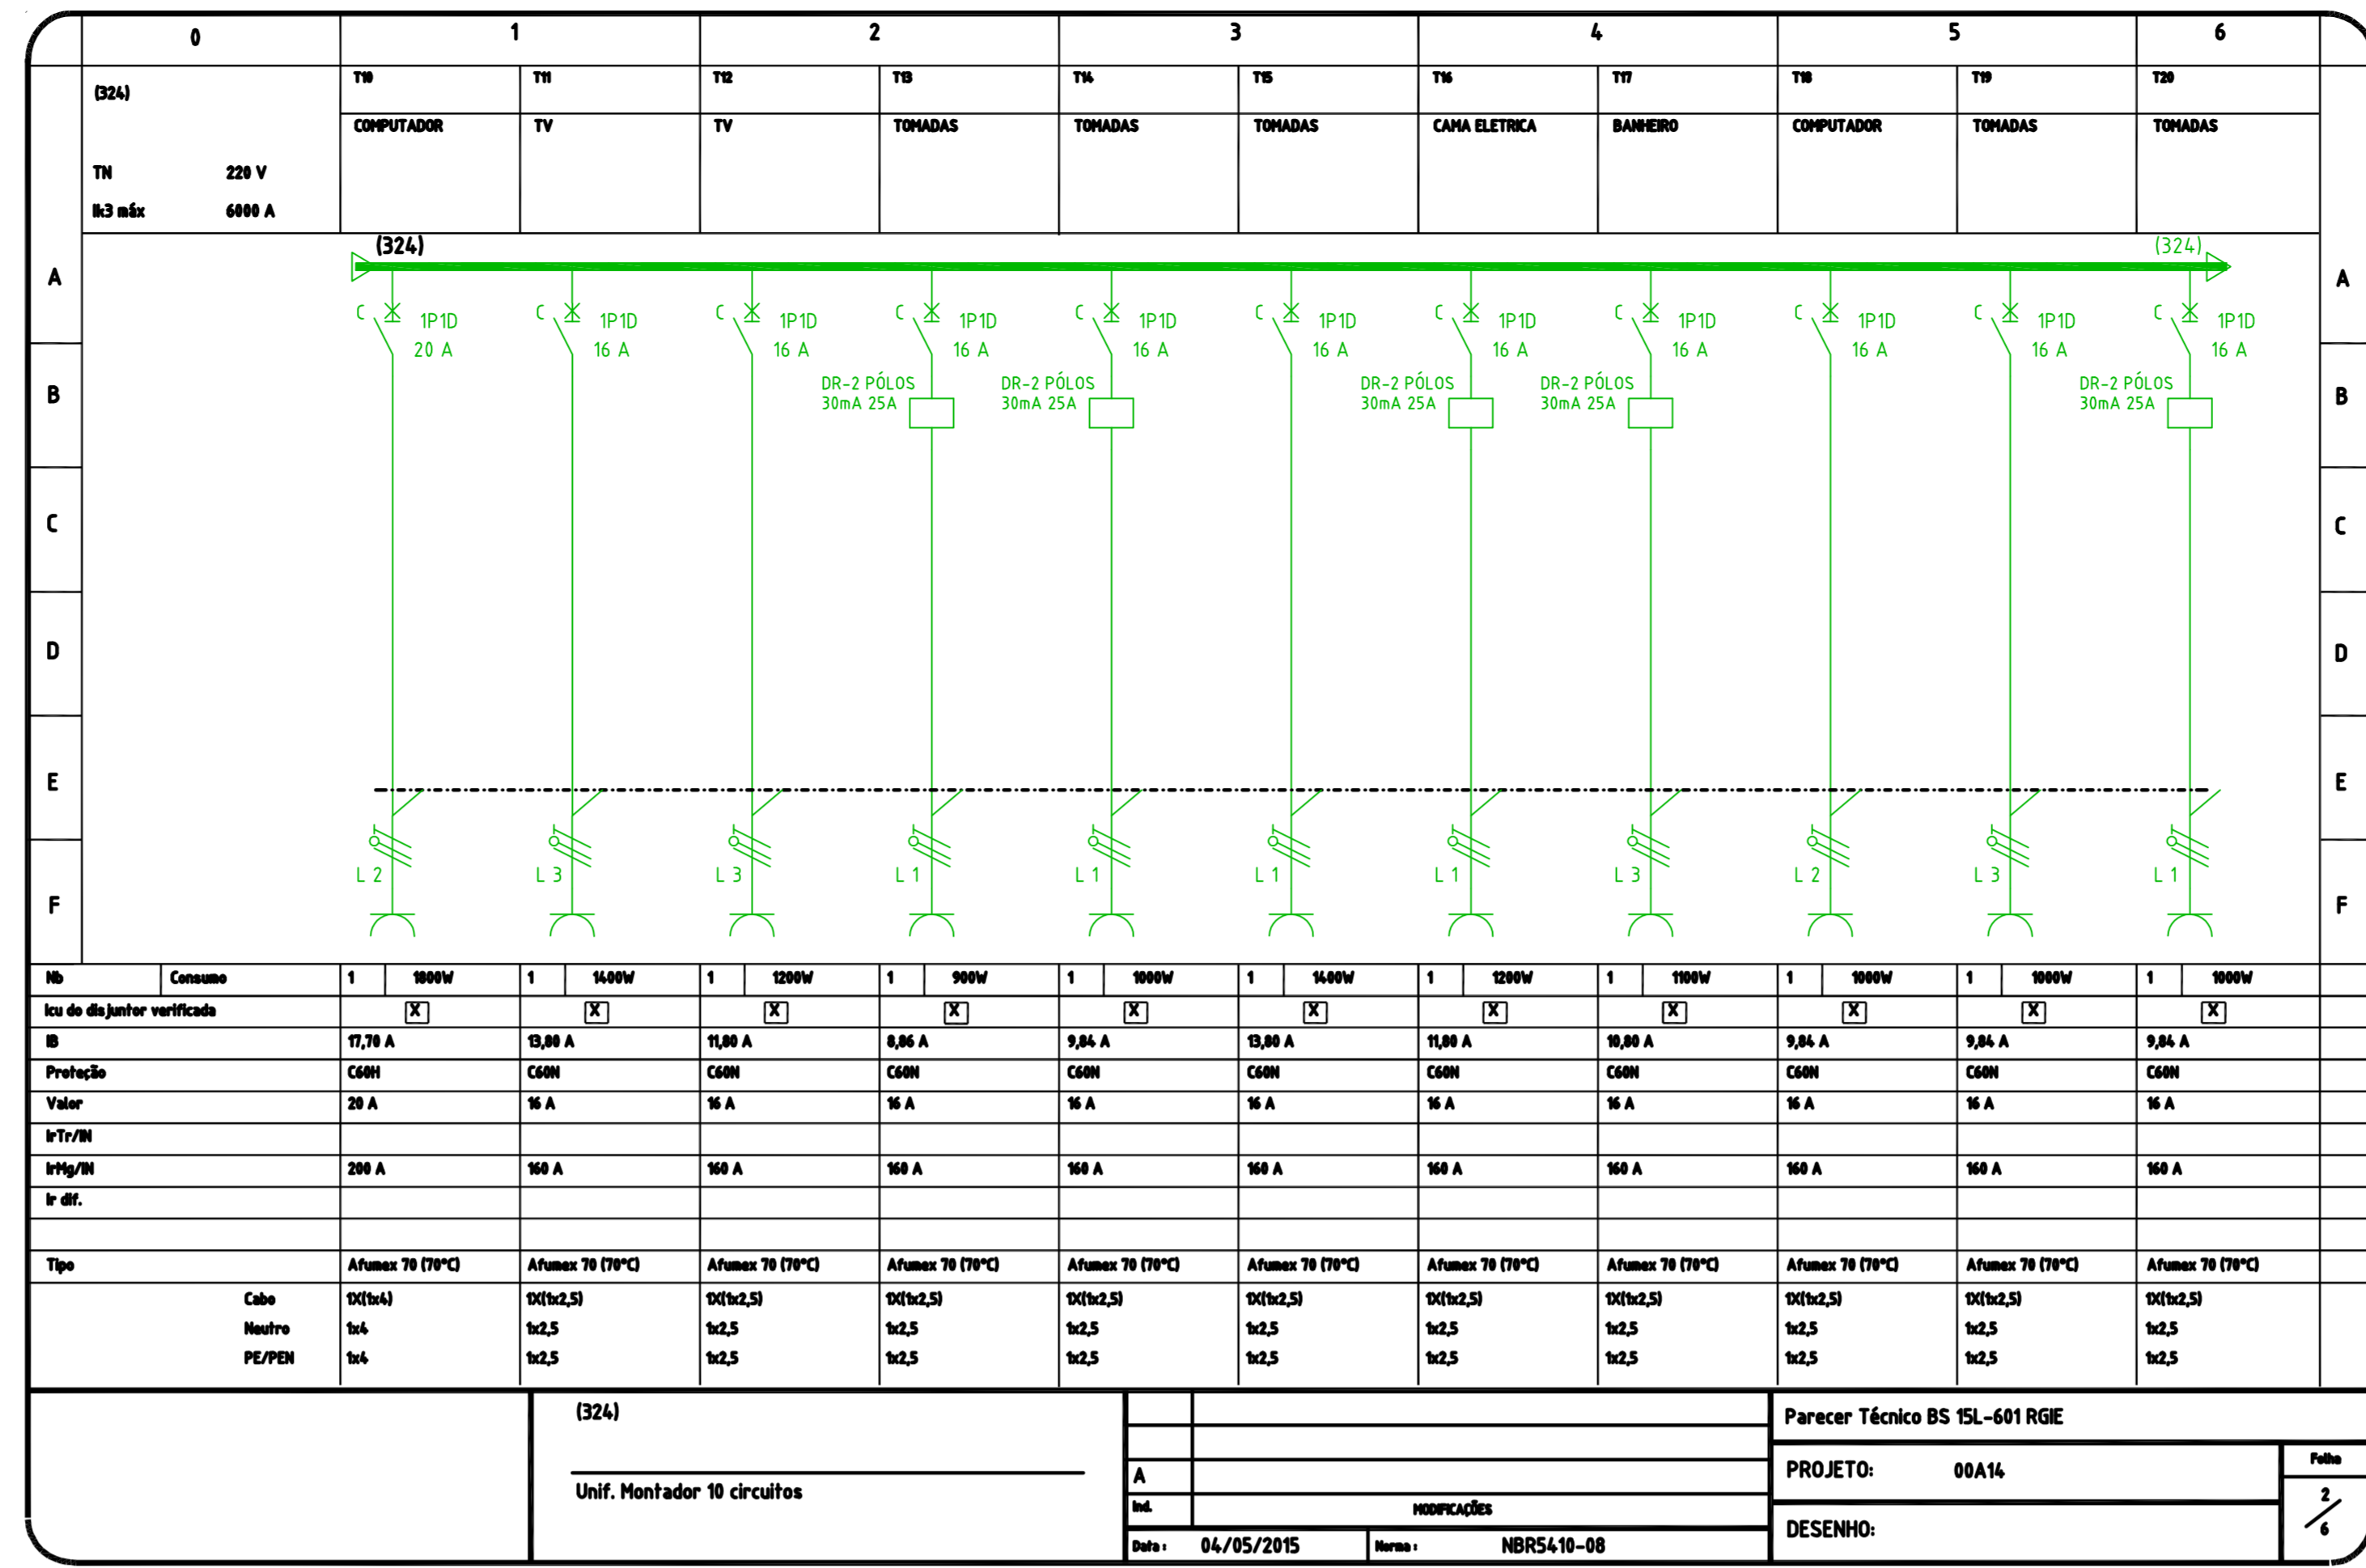 0 1 2 3 4 5 6
(324) T10 T11 T12 T13 T14 T15 T16 T17 T18 T19 T20
COMPUTADOR TV TV TOMADAS TOMADAS TOMADAS CAMA ELETRICA BANHEIRO COMPUTADOR TOMADAS TOMADAS
TN 220 V
Ik3 máx 6000 A
(324) (324)
A A
C C C C C C C C C C C
1P1D 1P1D 1P1D 1P1D 1P1D 1P1D 1P1D 1P1D 1P1D 1P1D 1P1D
20 A 16 A 16 A 16 A 16 A 16 A 16 A 16 A 16 A 16 A 16 A
DR-2 PÓLOS DR-2 PÓLOS DR-2 PÓLOS DR-2 PÓLOS DR-2 PÓLOS
B B
30mA 25A 30mA 25A 30mA 25A 30mA 25A 30mA 25A
C C
D D
E E
L 2 L 3 L 3 L 1 L 1 L 1 L 1 L 3 L 2 L 3 L 1
F F
Nb Consumo 1 1800W 1 1400W 1 1200W 1 900W 1 1000W 1 1400W 1 1200W 1 1100W 1 1000W 1 1000W 1 1000W
Icu do disjuntor verificada X X X X X X X X X X X
IB 17,70 A 13,80 A 11,80 A 8,86 A 9,84 A 13,80 A 11,80 A 10,80 A 9,84 A 9,84 A 9,84 A
Proteção C60H C60N C60N C60N C60N C60N C60N C60N C60N C60N C60N
Valor 20 A 16 A 16 A 16 A 16 A 16 A 16 A 16 A 16 A 16 A 16 A
IrTr/IN
IrMg/IN 200 A 160 A 160 A 160 A 160 A 160 A 160 A 160 A 160 A 160 A 160 A
Ir dif.
Tipo Afumex 70 (70°C) Afumex 70 (70°C) Afumex 70 (70°C) Afumex 70 (70°C) Afumex 70 (70°C) Afumex 70 (70°C) Afumex 70 (70°C) Afumex 70 (70°C) Afumex 70 (70°C) Afumex 70 (70°C) Afumex 70 (70°C)
Cabo 1X(1x4) 1X(1x2,5) 1X(1x2,5) 1X(1x2,5) 1X(1x2,5) 1X(1x2,5) 1X(1x2,5) 1X(1x2,5) 1X(1x2,5) 1X(1x2,5) 1X(1x2,5)
Neutro 1x4 1x2,5 1x2,5 1x2,5 1x2,5 1x2,5 1x2,5 1x2,5 1x2,5 1x2,5 1x2,5
PE/PEN 1x4 1x2,5 1x2,5 1x2,5 1x2,5 1x2,5 1x2,5 1x2,5 1x2,5 1x2,5 1x2,5
(324)
Unif. Montador 10 circuitos
A
Ind. MODIFICAÇÕES
Data : 04/05/2015 Norma : NBR5410-08
Parecer Técnico BS 15L-601 RGIE
PROJETO: 00A14
DESENHO:
Folha
2/6